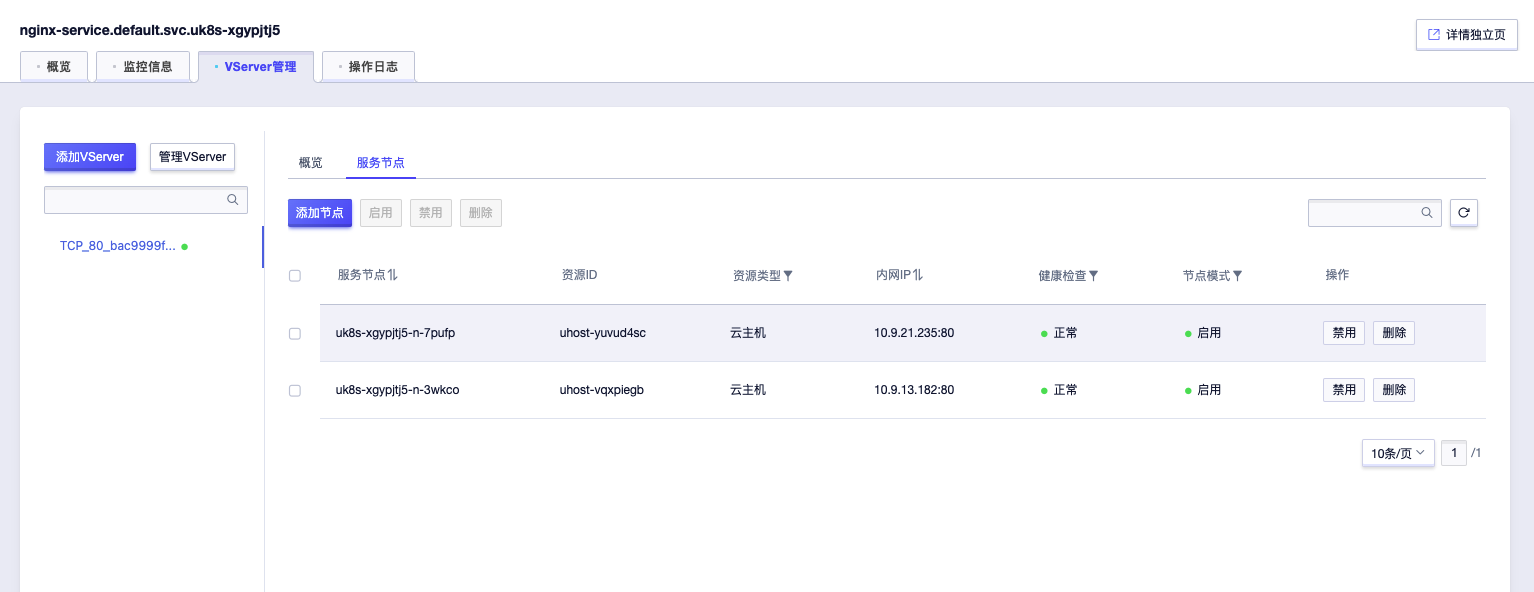 nginx-service.default.svc.uk8s-xgypjtj5
详情独立页
概览 监控信息 VServer管理 操作日志
添加VServer 管理VServer
TCP_80_bac9999f...
概览 服务节点
添加节点 启用 禁用 删除
服务节点 资源ID 资源类型 内网IP 健康检查 节点模式 操作
uk8s-xgypjtj5-n-7pufp uhost-yuvud4sc 云主机 10.9.21.235:80 正常 启用 禁用 删除
uk8s-xgypjtj5-n-3wkco uhost-vqxpiegb 云主机 10.9.13.182:80 正常 启用 禁用 删除
10条/页 1 /1